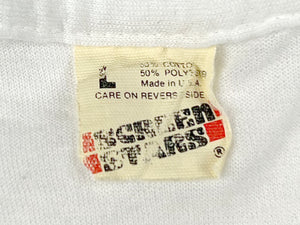 50% COTTON
L 50% POLYESTER
Made in U.S.A.
CARE ON REVERSE SIDE
SCREEN
STARS®